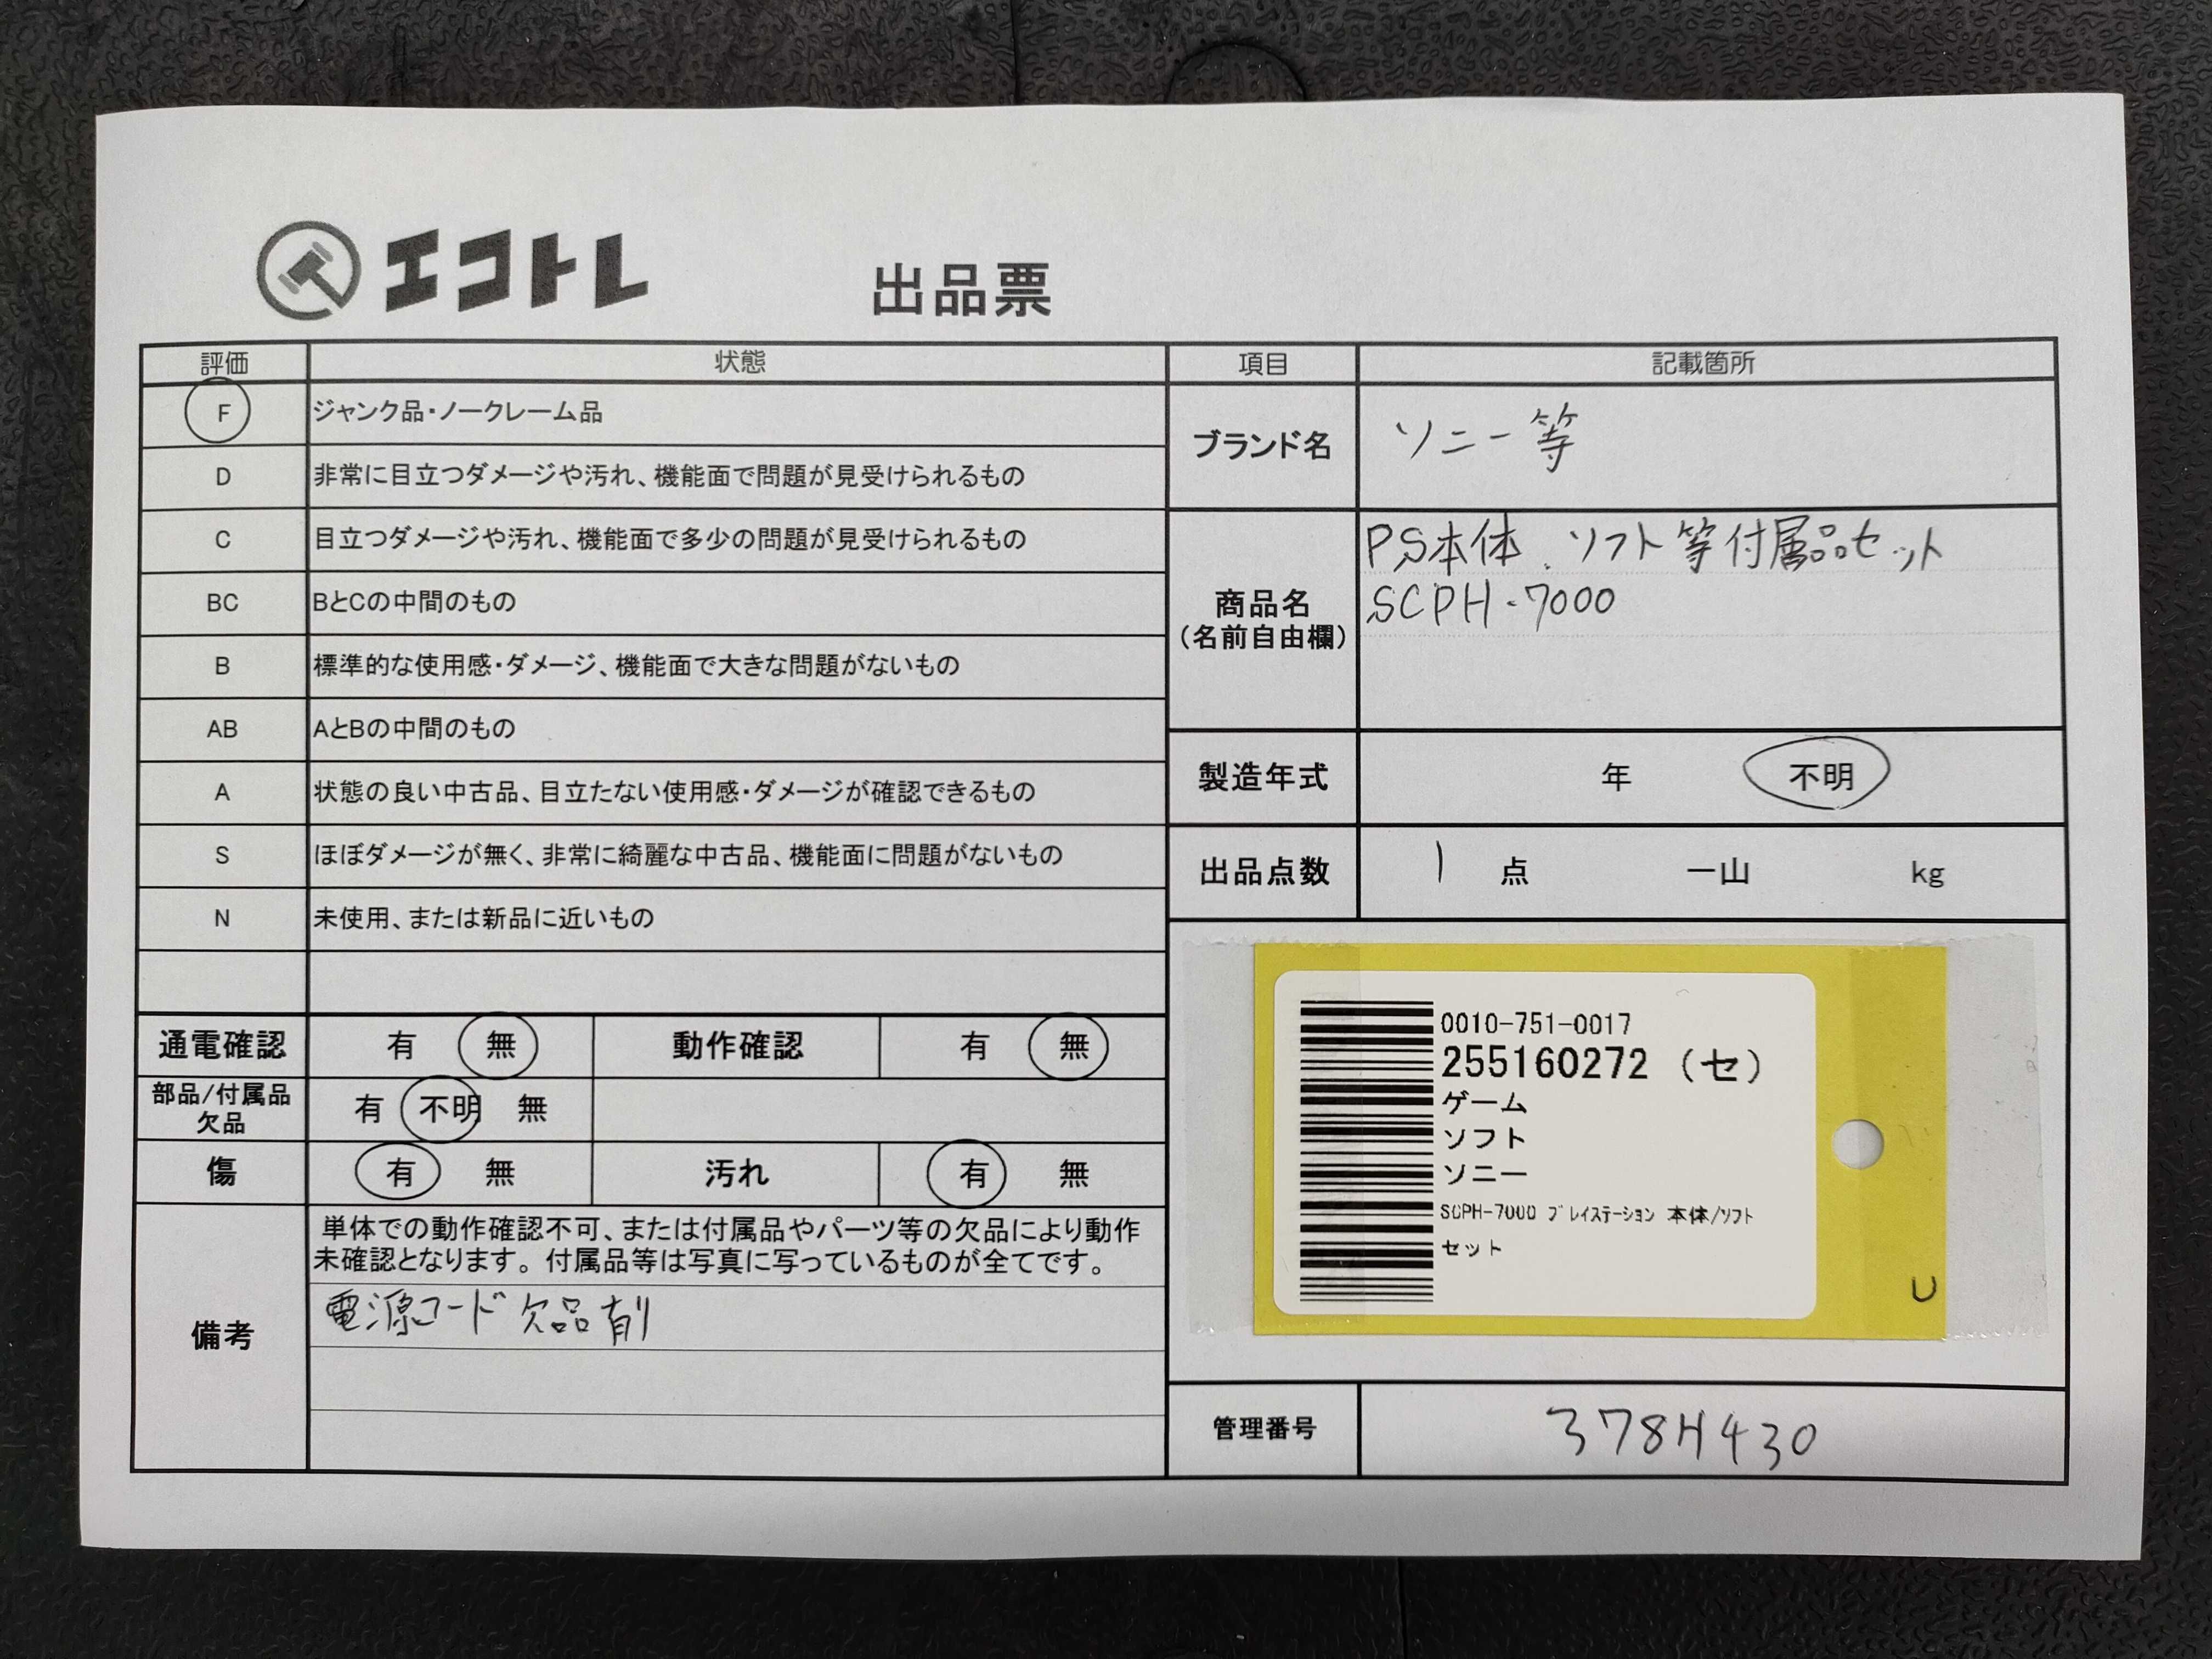 エコトレ
出品票
評価 状態
F ジャンク品・ノークレーム品
D 非常に目立つダメージや汚れ、機能面で問題が見受けられるもの
C 目立つダメージや汚れ、機能面で多少の問題が見受けられるもの
BC BとCの中間のもの
B 標準的な使用感・ダメージ、機能面で大きな問題がないもの
AB AとBの中間のもの
A 状態の良い中古品、目立たない使用感・ダメージが確認できるもの
S ほぼダメージが無く、非常に綺麗な中古品、機能面に問題がないもの
N 未使用、または新品に近いもの
通電確認 有 無 動作確認 有 無
部品/付属品
欠品
有 不明 無
傷 有 無 汚れ 有 無
備考
単体での動作確認不可、または付属品やパーツ等の欠品により動作
未確認となります。付属品等は写真に写っているものが全てです。
電源コード欠品有り
項目 記載箇所
ブランド名 ソニー等
商品名
(名前自由欄)
PS本体、ソフト等付属品セット
SCPH-7000
製造年式 年 不明
出品点数 1 点 一山 kg
0010-751-0017
255160272 (セ)
ゲーム
ソフト
ソニー
SCPH-7000 プレイステーション 本体/ソフト
セット
U
管理番号 378H430